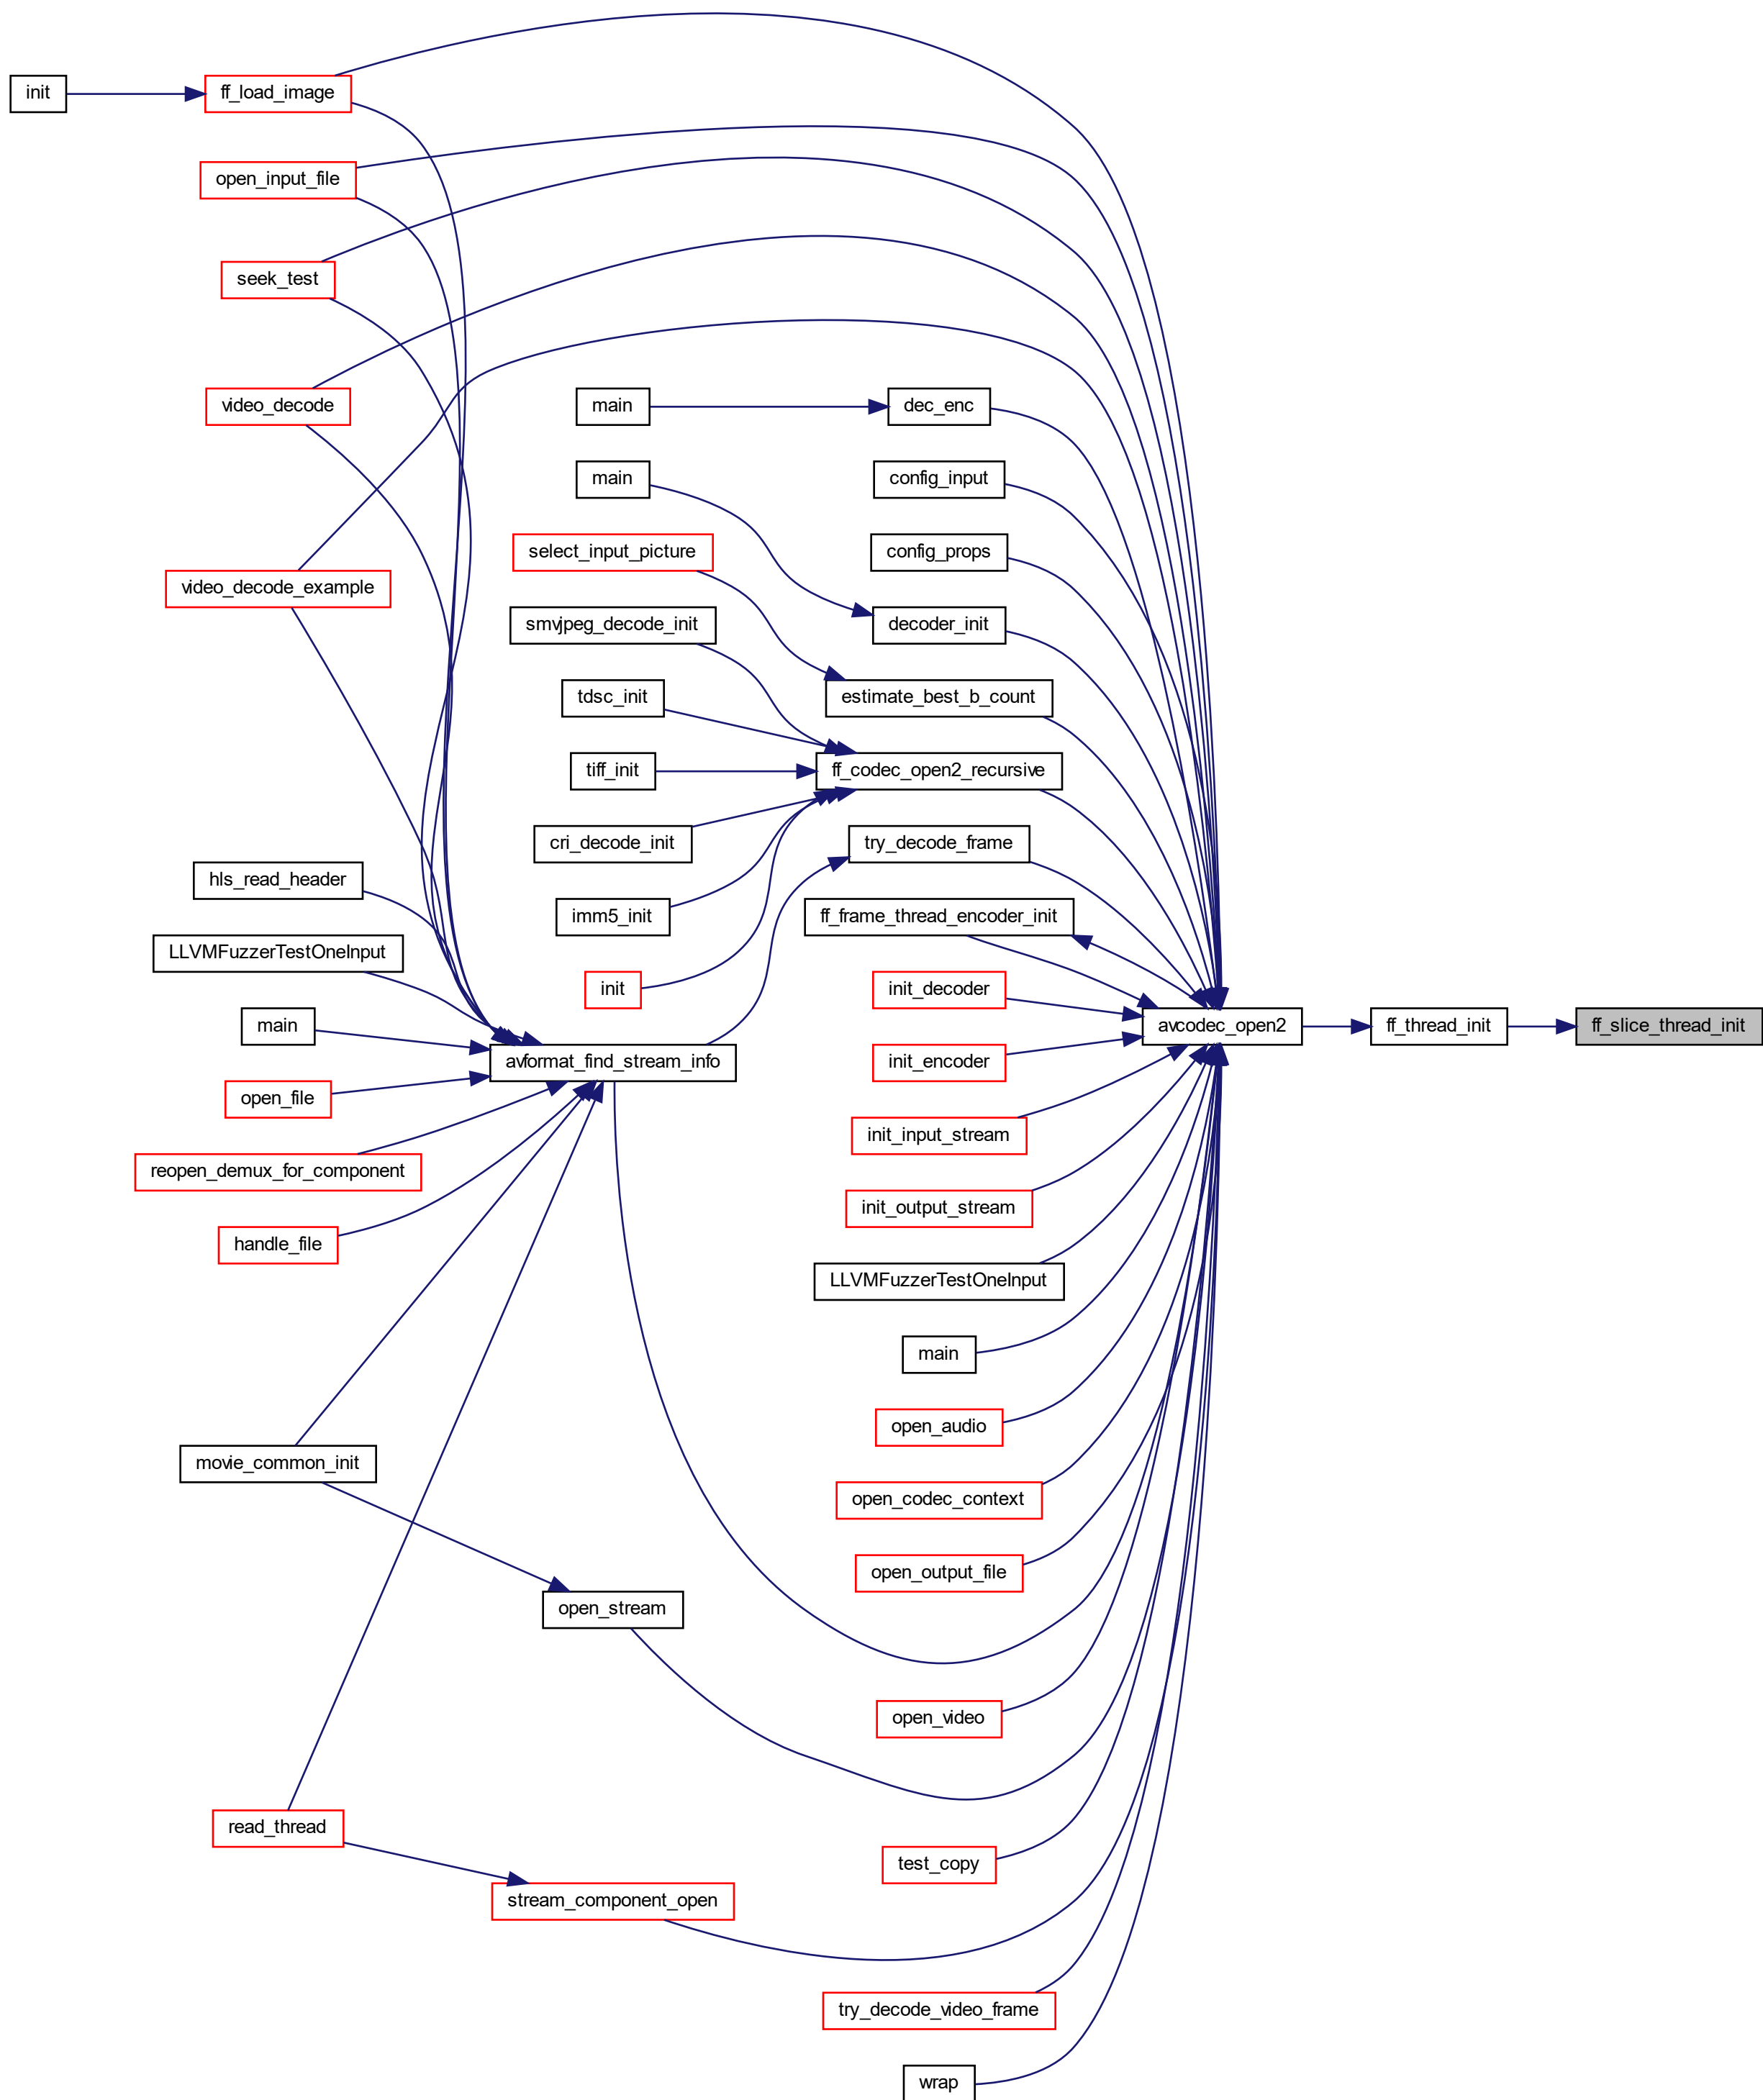 init
ff_load_image
open_input_file
seek_test
video_decode
main
dec_enc
main
config_input
select_input_picture
config_props
video_decode_example
smvjpeg_decode_init
decoder_init
tdsc_init
estimate_best_b_count
tiff_init
ff_codec_open2_recursive
cri_decode_init
try_decode_frame
hls_read_header
imm5_init
ff_frame_thread_encoder_init
LLVMFuzzerTestOneInput
init
init_decoder
main
avcodec_open2
ff_thread_init
ff_slice_thread_init
avformat_find_stream_info
init_encoder
open_file
init_input_stream
reopen_demux_for_component
init_output_stream
handle_file
LLVMFuzzerTestOneInput
main
open_audio
movie_common_init
open_codec_context
open_output_file
open_stream
open_video
read_thread
test_copy
stream_component_open
try_decode_video_frame
wrap